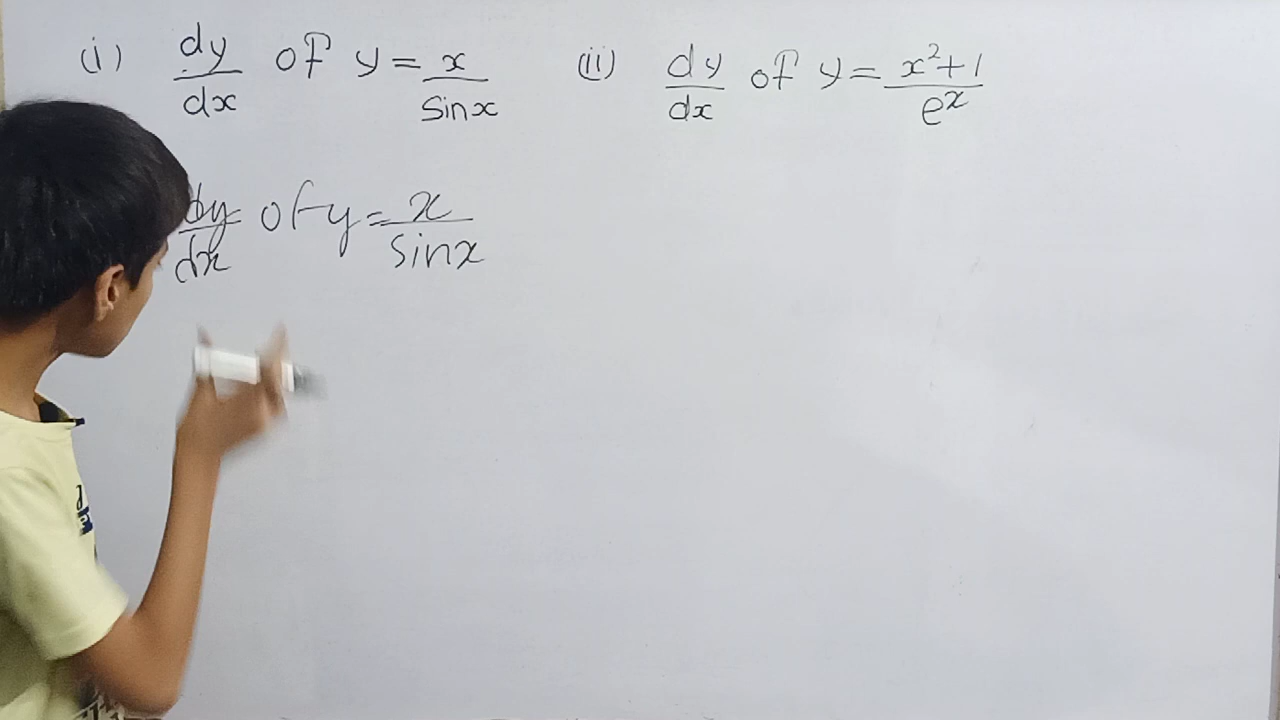 (i) dy/dx of y = x/sinx (ii) dy/dx of y = x²+1/eˣ
dy/dx of y = x/sinx